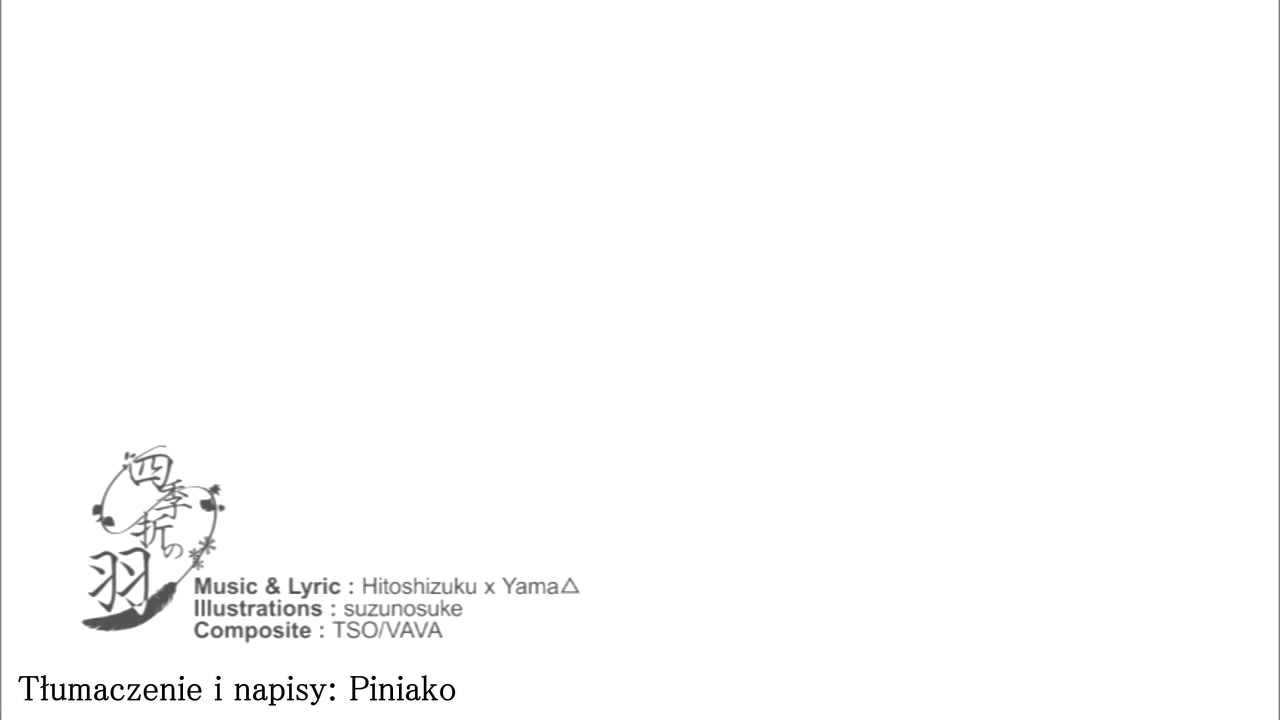 四季折の羽
Music & Lyric : Hitoshizuku x Yama△
Illustrations : suzunosuke
Composite : TSO/VAVA
Tłumaczenie i napisy: Piniako